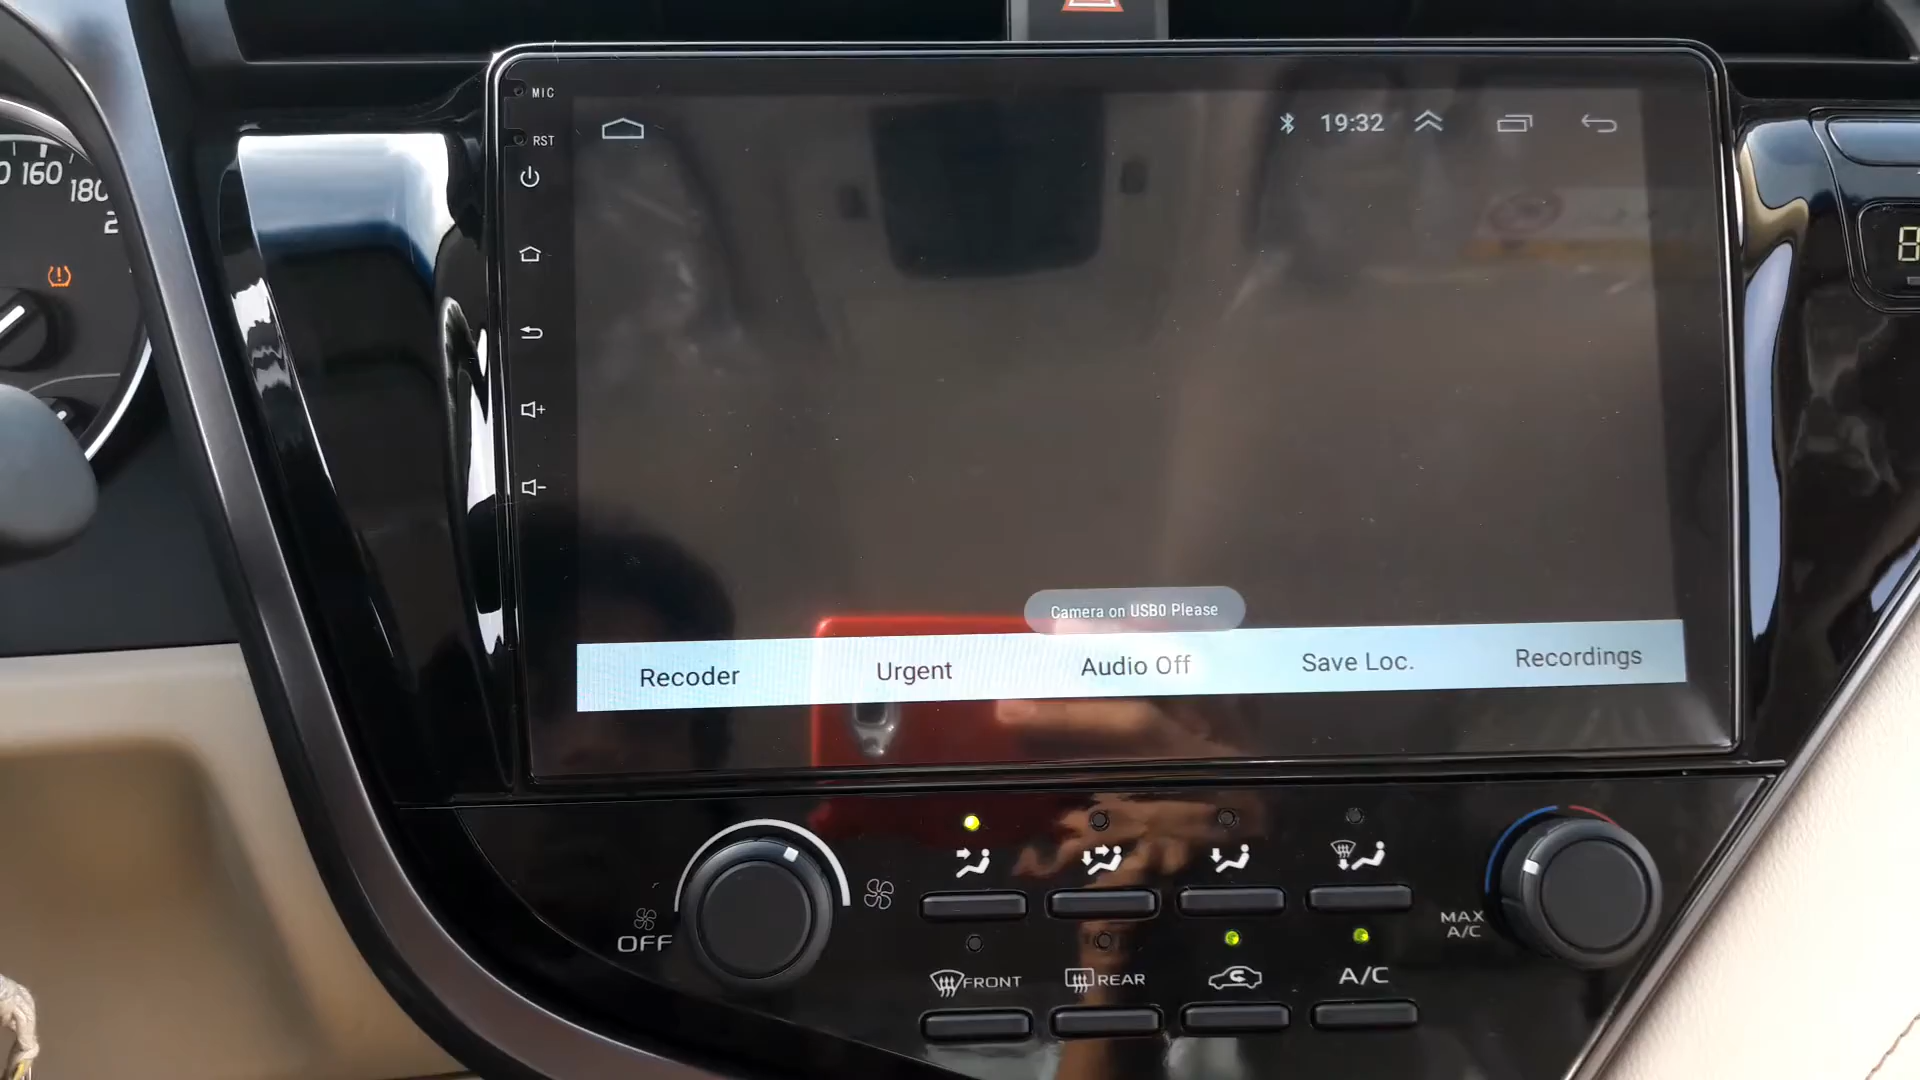 MIC
RST
19:32
160
180
Camera on USB0 Please
Recoder
Urgent
Audio Off
Save Loc.
Recordings
OFF
MAX
A/C
FRONT
REAR
A/C